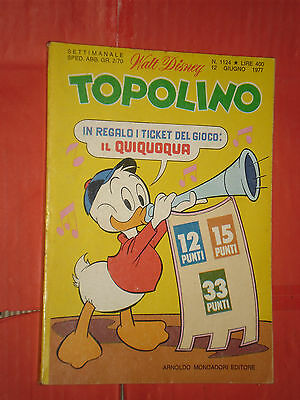 SETTIMANALE
SPED. ABB. GR. 2/70
Walt Disney
N. 1124 ★ LIRE 400
12 GIUGNO 1977
TOPOLINO
IN REGALO I TICKET DEL GIOCO:
IL QUIQUOQUA
12
PUNTI
15
PUNTI
33
PUNTI
ARNOLDO MONDADORI EDITORE